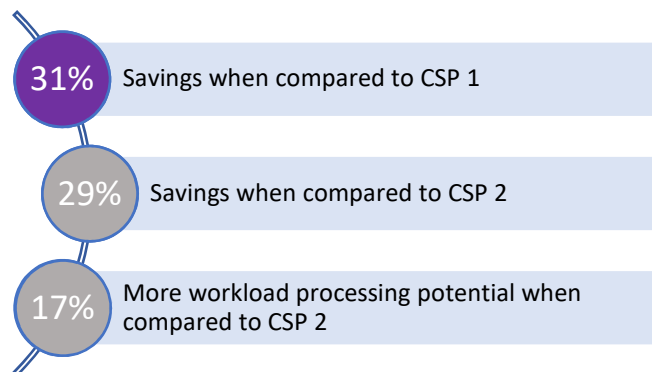 31%
Savings when compared to CSP 1
29%
Savings when compared to CSP 2
17%
More workload processing potential when
compared to CSP 2